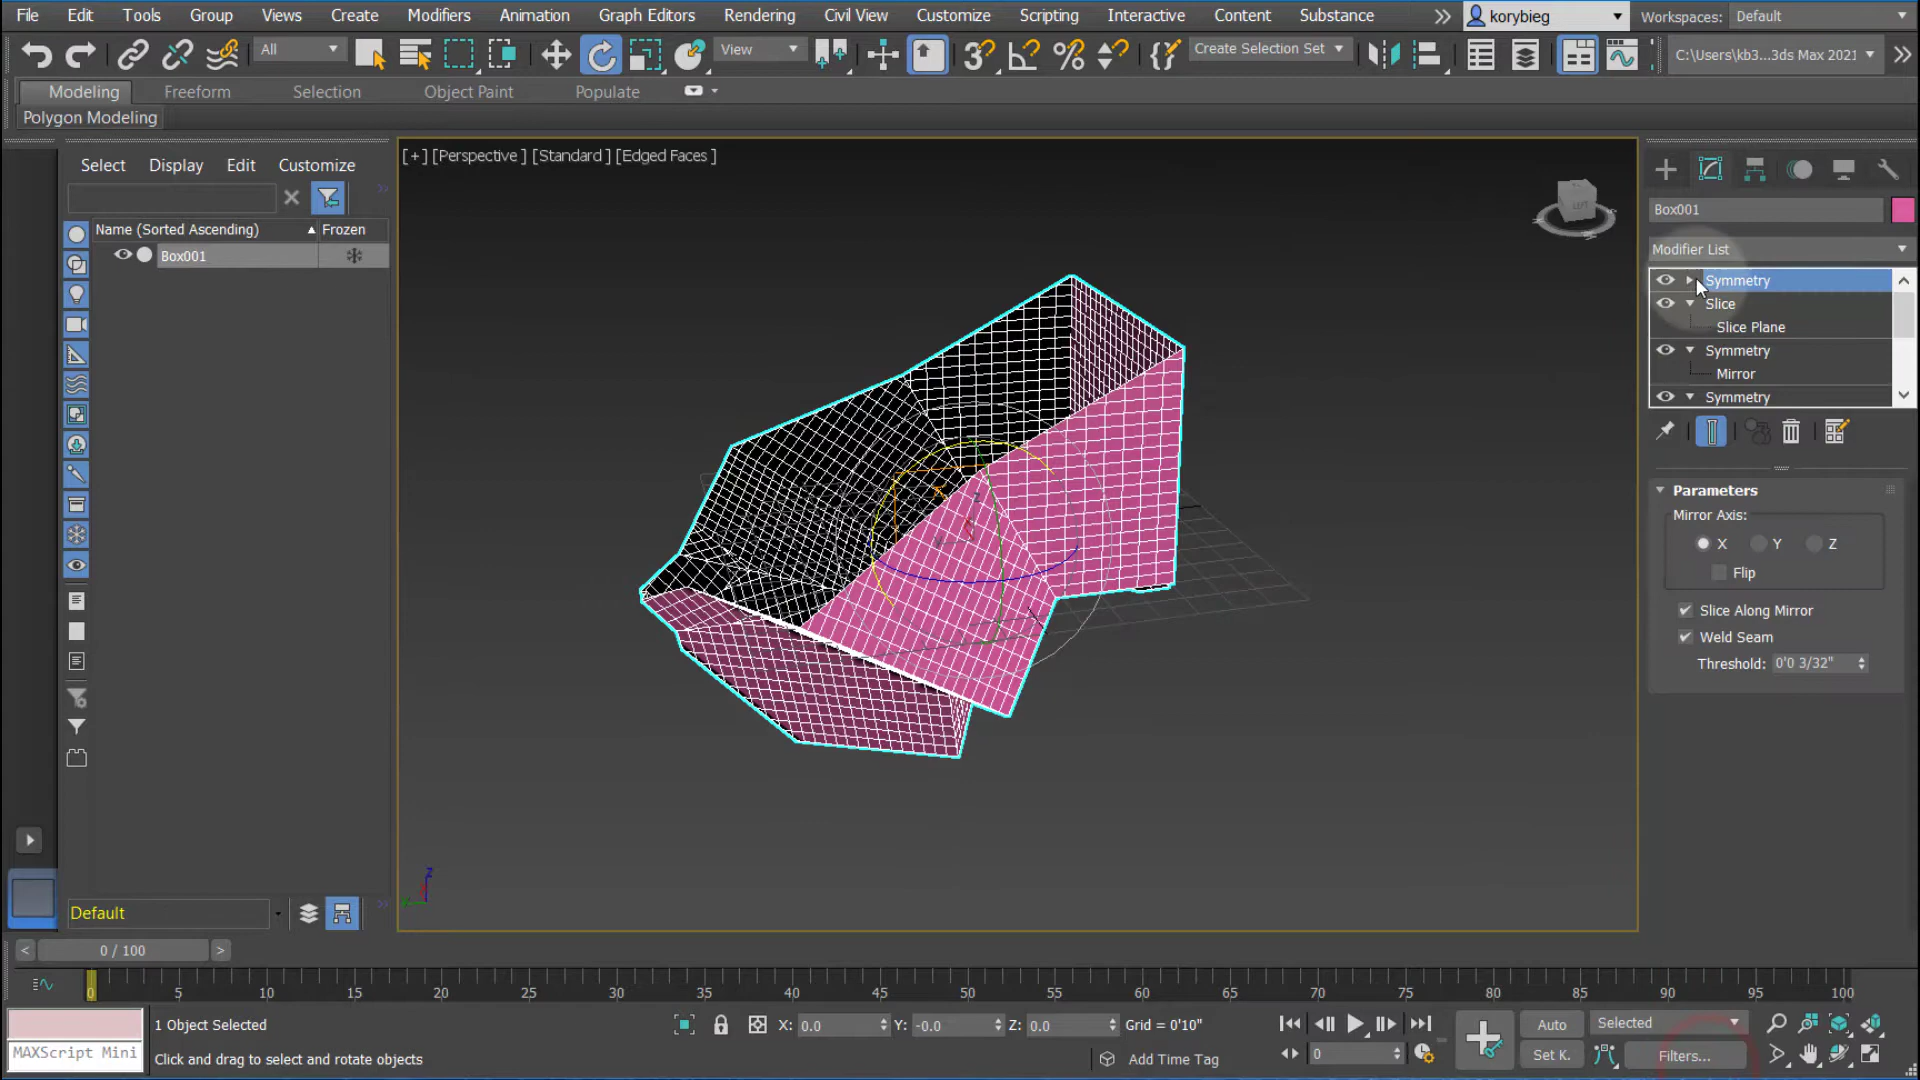 File Edit Tools Group Views Create Modifiers Animation Graph Editors Rendering Civil View Customize Scripting Interactive Content Substance korybieg Workspaces: Default
All View Create Selection Set C:\Users\kb3...3ds Max 2021
Modeling Freeform Selection Object Paint Populate
Polygon Modeling
Select Display Edit Customize
Name (Sorted Ascending) Frozen
Box001
[+] [Perspective ] [Standard ] [Edged Faces ]
Box001
Modifier List
Symmetry
Slice
Slice Plane
Symmetry
Mirror
Symmetry
Parameters
Mirror Axis:
X Y Z
Flip
Slice Along Mirror
Weld Seam
Threshold: 0'0 3/32"
Default
< 0 / 100 >
0 5 10 15 20 25 30 35 40 45 50 55 60 65 70 75 80 85 90 95 100
1 Object Selected X: 0.0 Y: -0.0 Z: 0.0 Grid = 0'10" Auto Selected
MAXScript Mini Click and drag to select and rotate objects Add Time Tag 0 Set K. Filters...